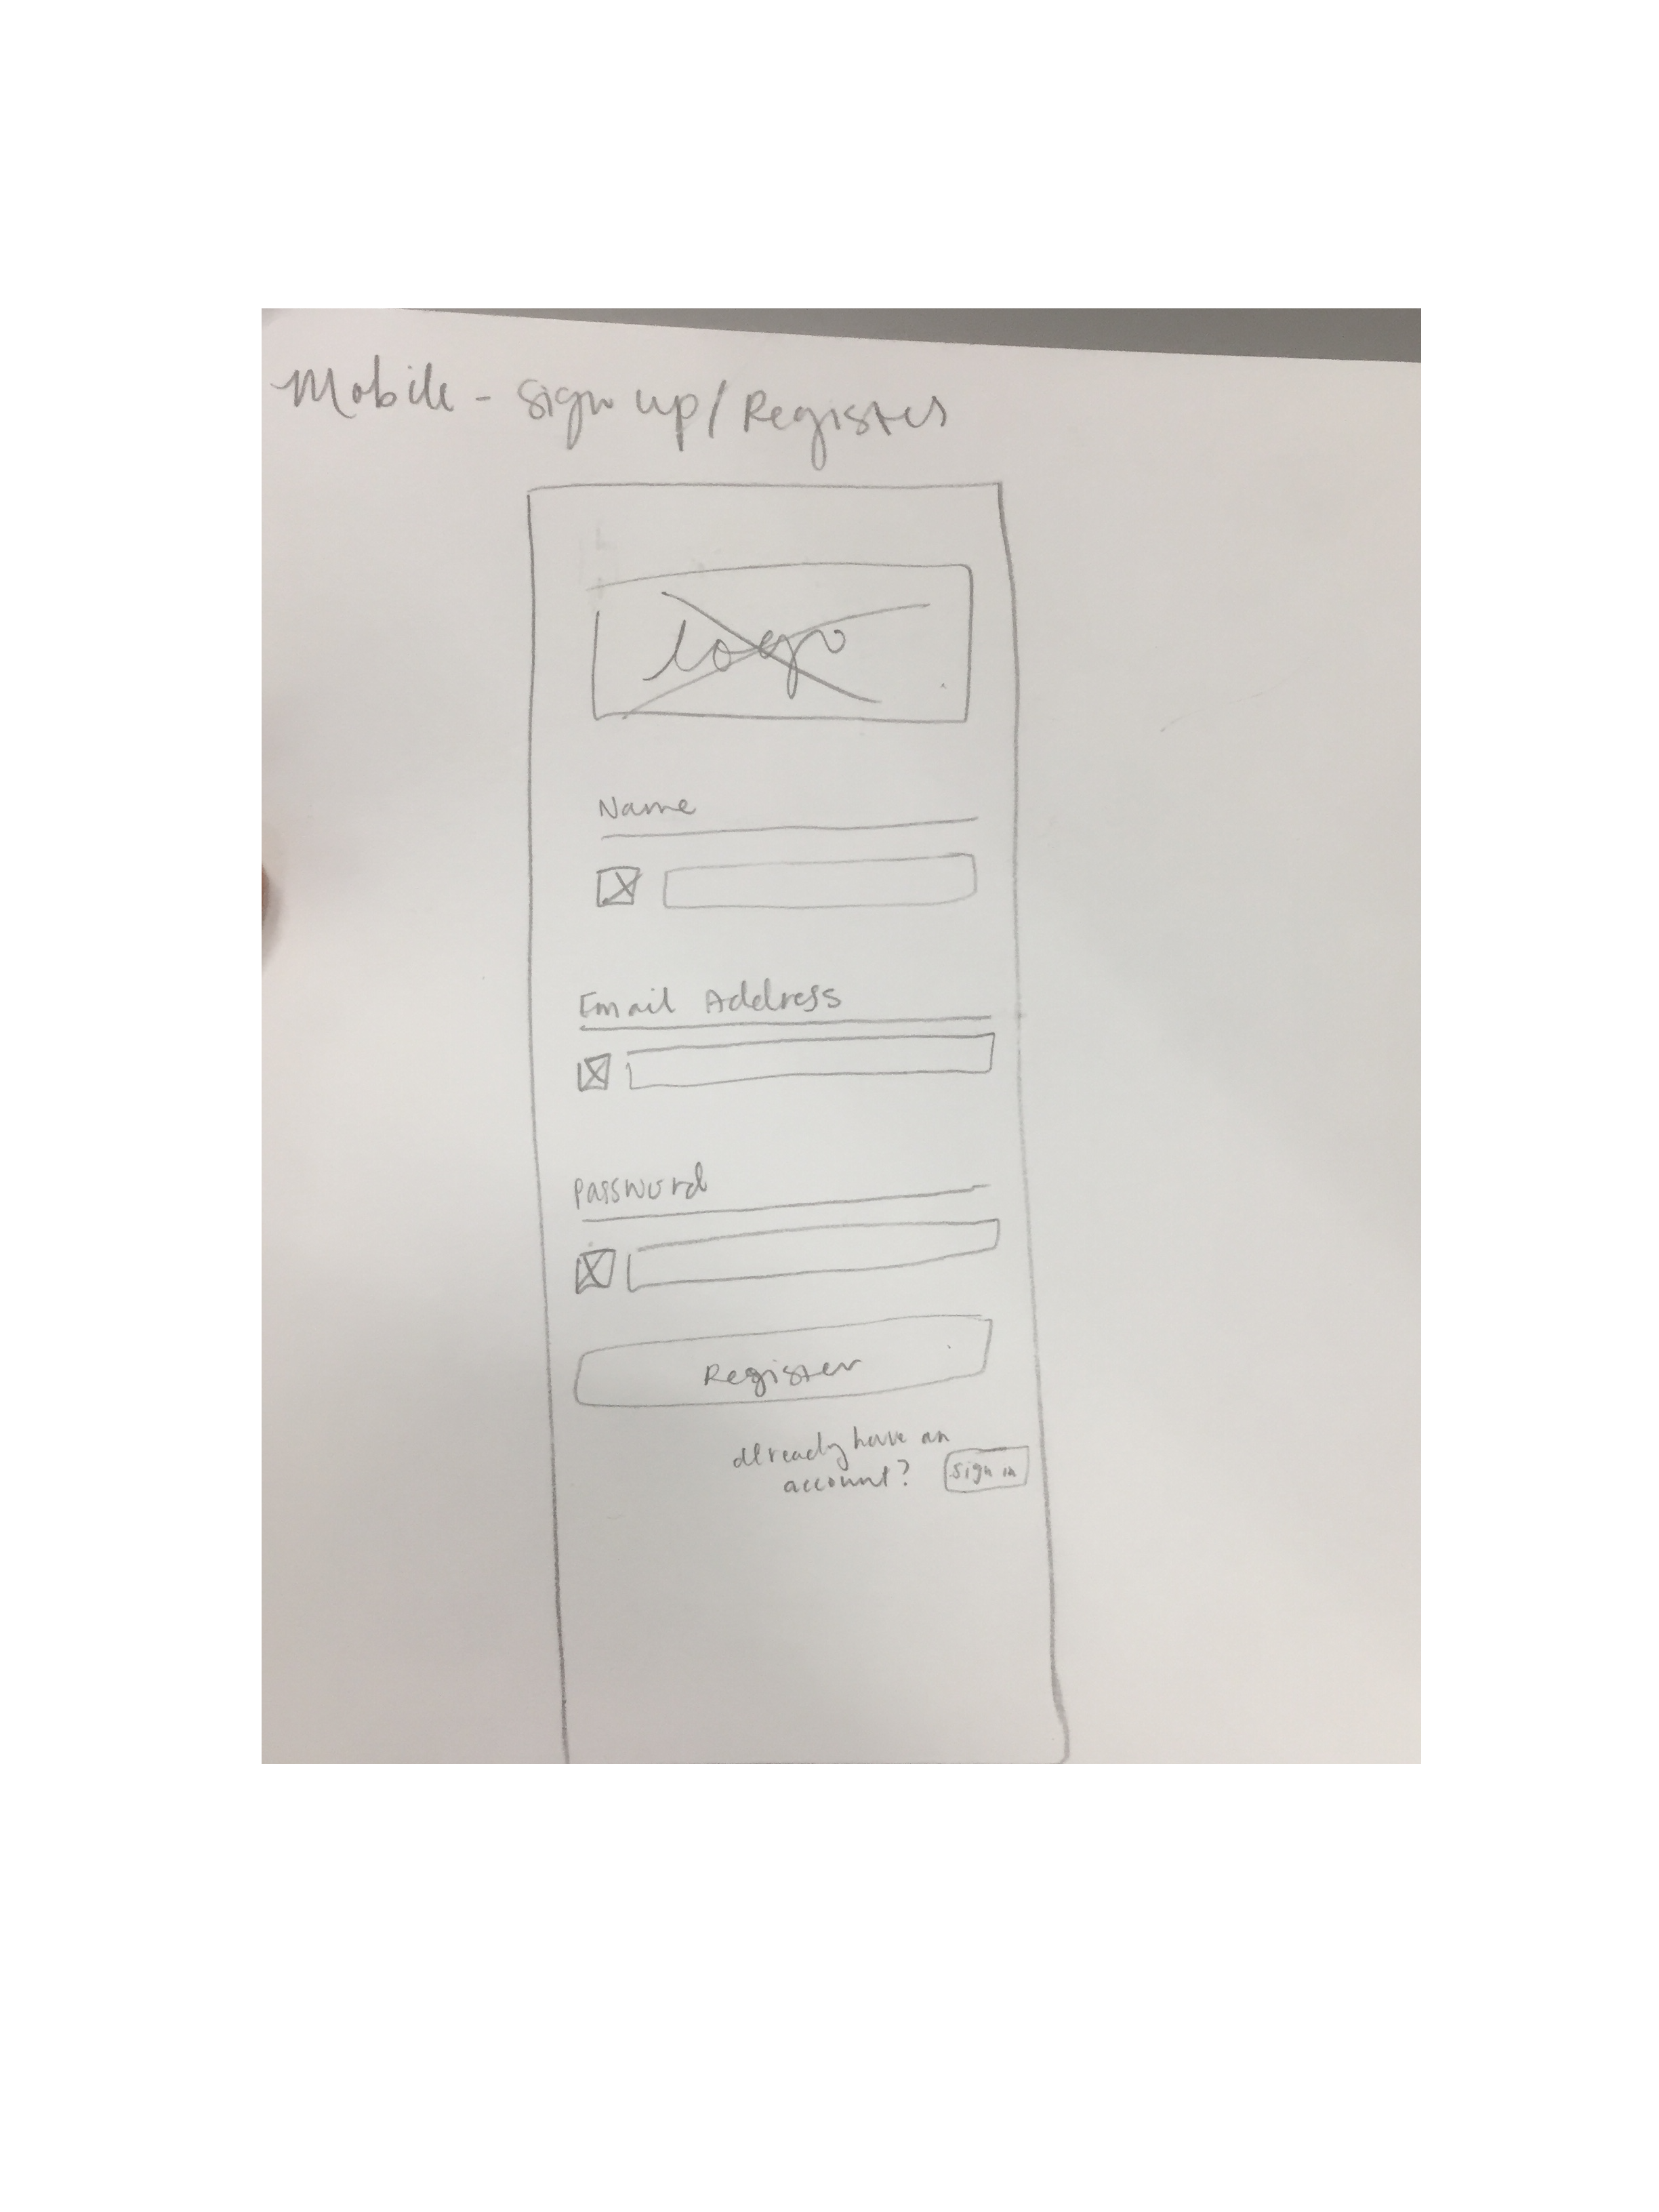 Mobile - Sign up/Register
logo
Name
Email Address
Password
Register
already have an
account?
sign in